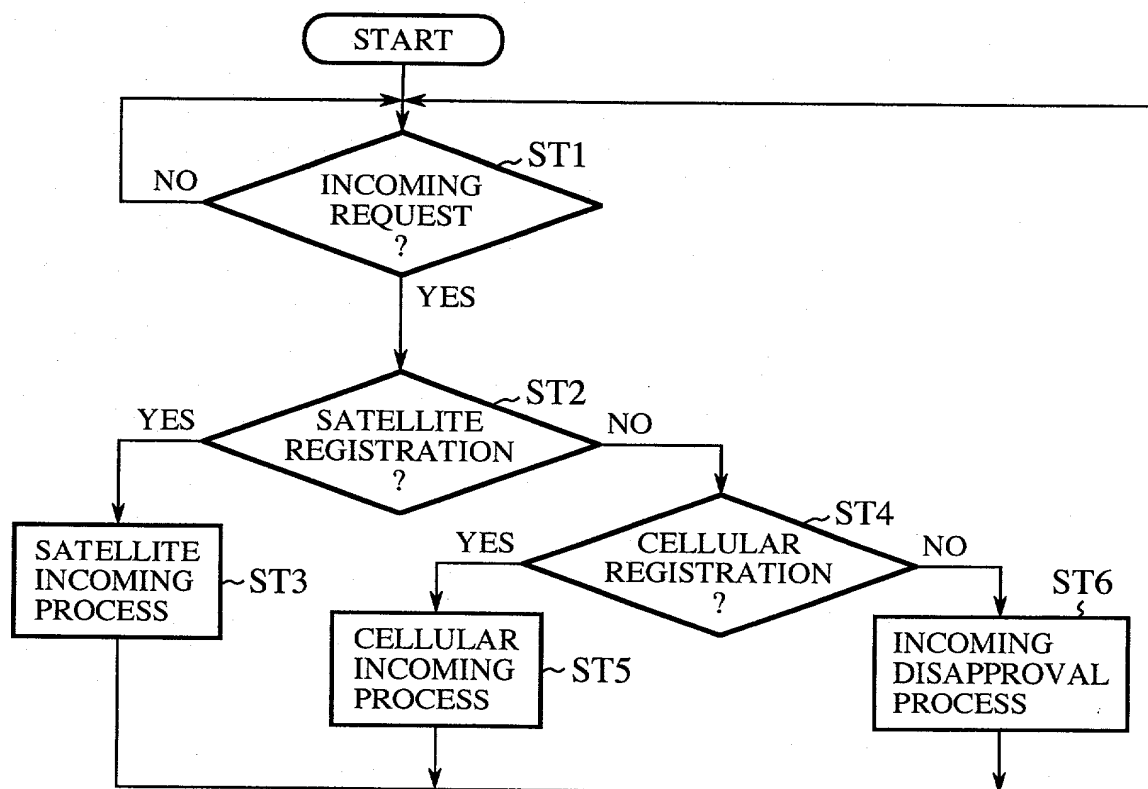 START
ST1
NO
INCOMING
REQUEST
?
YES
ST2
YES
SATELLITE
REGISTRATION
?
NO
ST4
YES
CELLULAR
REGISTRATION
?
NO
SATELLITE
INCOMING
PROCESS
ST3
ST6
CELLULAR
INCOMING
PROCESS
ST5
INCOMING
DISAPPROVAL
PROCESS